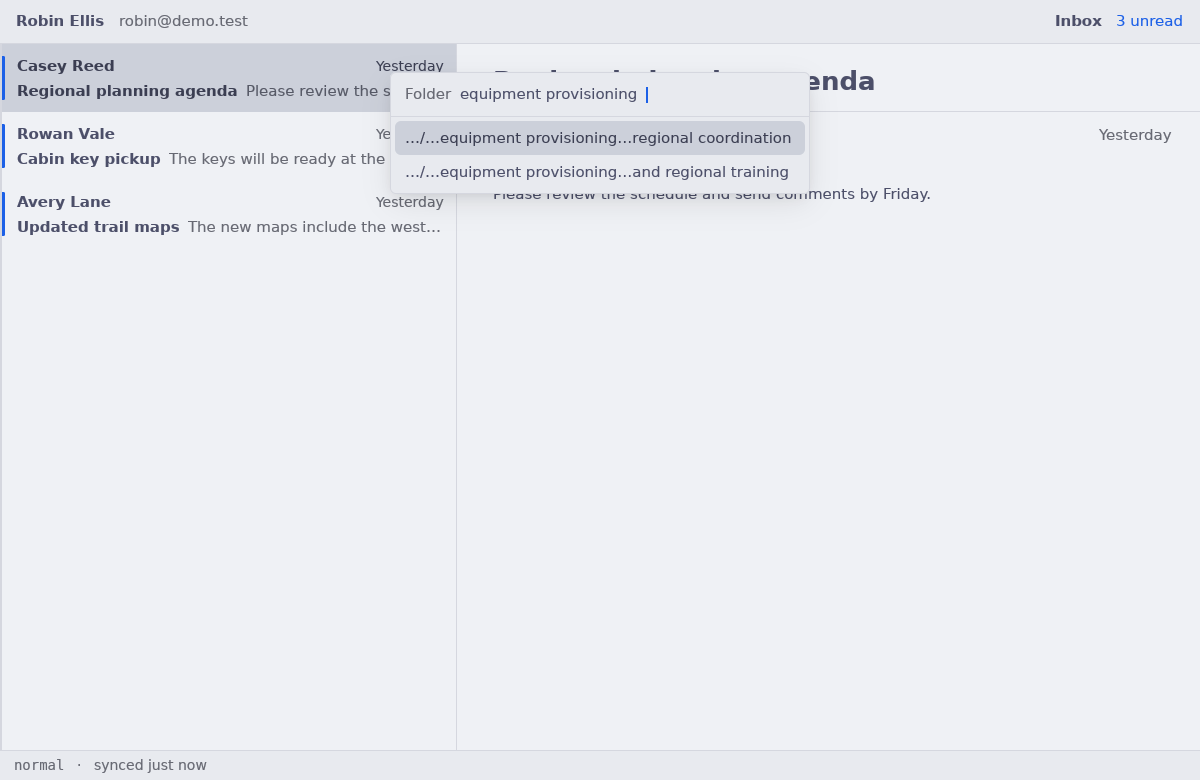 Robin Ellis robin@demo.test
Inbox 3 unread
Casey Reed Yesterday
Regional planning agenda Please review the s
Rowan Vale Ye
Cabin key pickup The keys will be ready at the
Avery Lane Yesterday
Updated trail maps The new maps include the west…
Folder equipment provisioning
…/…equipment provisioning…regional coordination
…/…equipment provisioning…and regional training
enda
Yesterday
Please review the schedule and send comments by Friday.
normal · synced just now